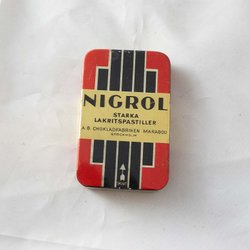 NIGROL
STARKA
LAKRITSPASTILLER
A.B. CHOKLADFABRIKEN MARABOU
STOCKHOLM